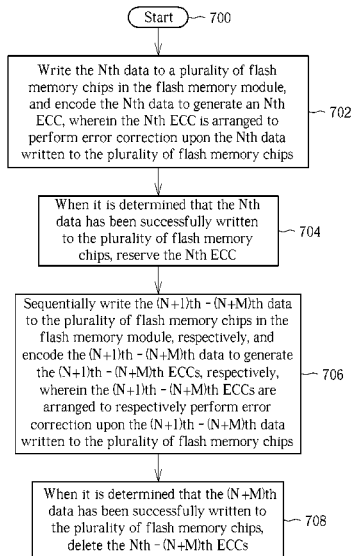 Start
700
Write the Nth data to a plurality of flash
memory chips in the flash memory module,
and encode the Nth data to generate an Nth
ECC, wherein the Nth ECC is arranged to
perform error correction upon the Nth data
written to the plurality of flash memory chips
702
When it is determined that the Nth
data has been successfully written
to the plurality of flash memory
chips, reserve the Nth ECC
704
Sequentially write the (N+1)th - (N+M)th data
to the plurality of flash memory chips in the
flash memory module, respectively, and
encode the (N+1)th - (N+M)th data to generate
the (N+1)th - (N+M)th ECCs, respectively,
wherein the (N+1)th - (N+M)th ECCs are
arranged to respectively perform error
correction upon the (N+1)th - (N+M)th data
written to the plurality of flash memory chips
706
When it is determined that the (N+M)th
data has been successfully written to
the plurality of flash memory chips,
delete the Nth - (N+M)th ECCs
708